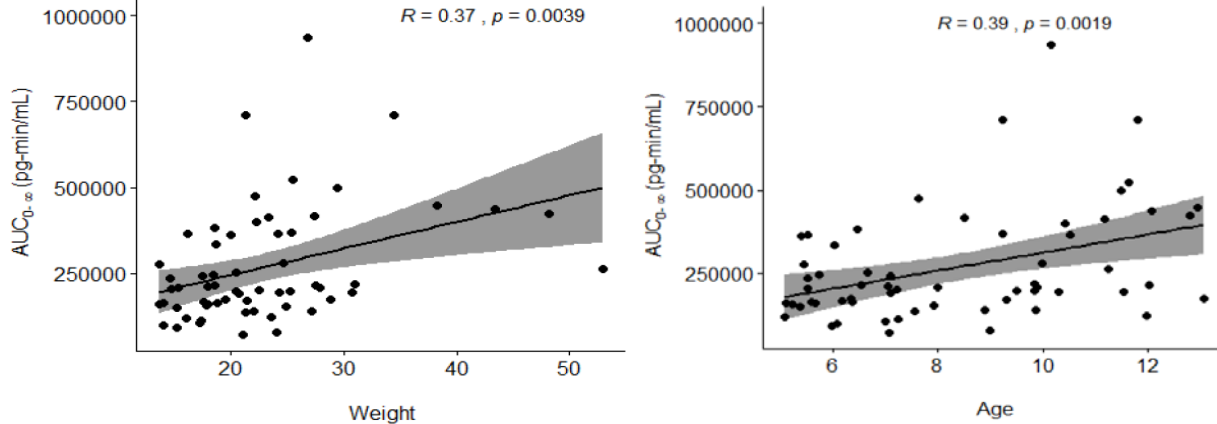 R = 0.37 , p = 0.0039
1000000
750000
500000
250000
AUC0- ∞ (pg-min/mL)
20 30 40 50
Weight
R = 0.39 , p = 0.0019
1000000
750000
500000
250000
AUC0- ∞ (pg-min/mL)
6 8 10 12
Age